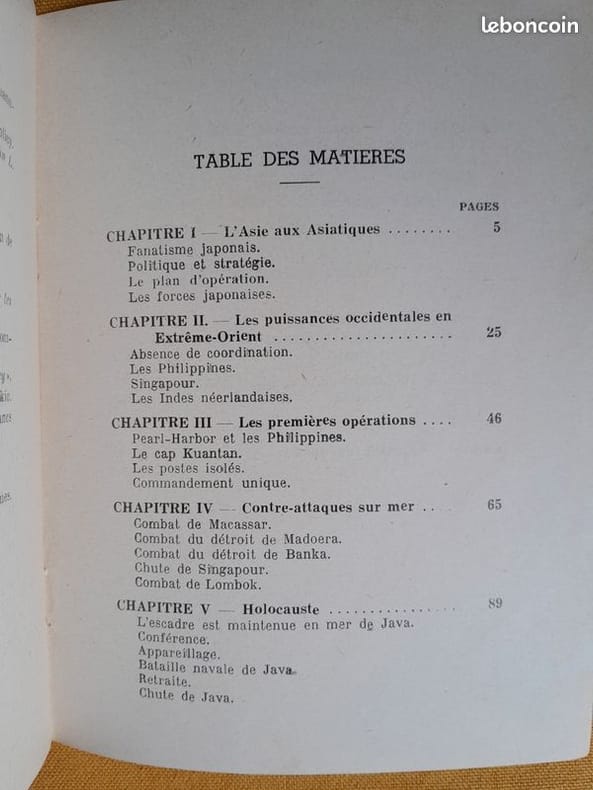 leboncoin
TABLE DES MATIERES
PAGES
CHAPITRE I — L'Asie aux Asiatiques ........ 5
Fanatisme japonais.
Politique et stratégie.
Le plan d'opération.
Les forces japonaises.
CHAPITRE II. — Les puissances occidentales en
Extrême-Orient ...................... 25
Absence de coordination.
Les Philippines.
Singapour.
Les Indes néerlandaises.
CHAPITRE III — Les premières opérations .... 46
Pearl-Harbor et les Philippines.
Le cap Kuantan.
Les postes isolés.
Commandement unique.
CHAPITRE IV — Contre-attaques sur mer .. . 65
Combat de Macassar.
Combat du détroit de Madoera.
Combat du détroit de Banka.
Chute de Singapour.
Combat de Lombok.
CHAPITRE V — Holocauste ................ 89
L'escadre est maintenue en mer de Java.
Conférence.
Appareillage.
Bataille navale de Java.
Retraite.
Chute de Java.